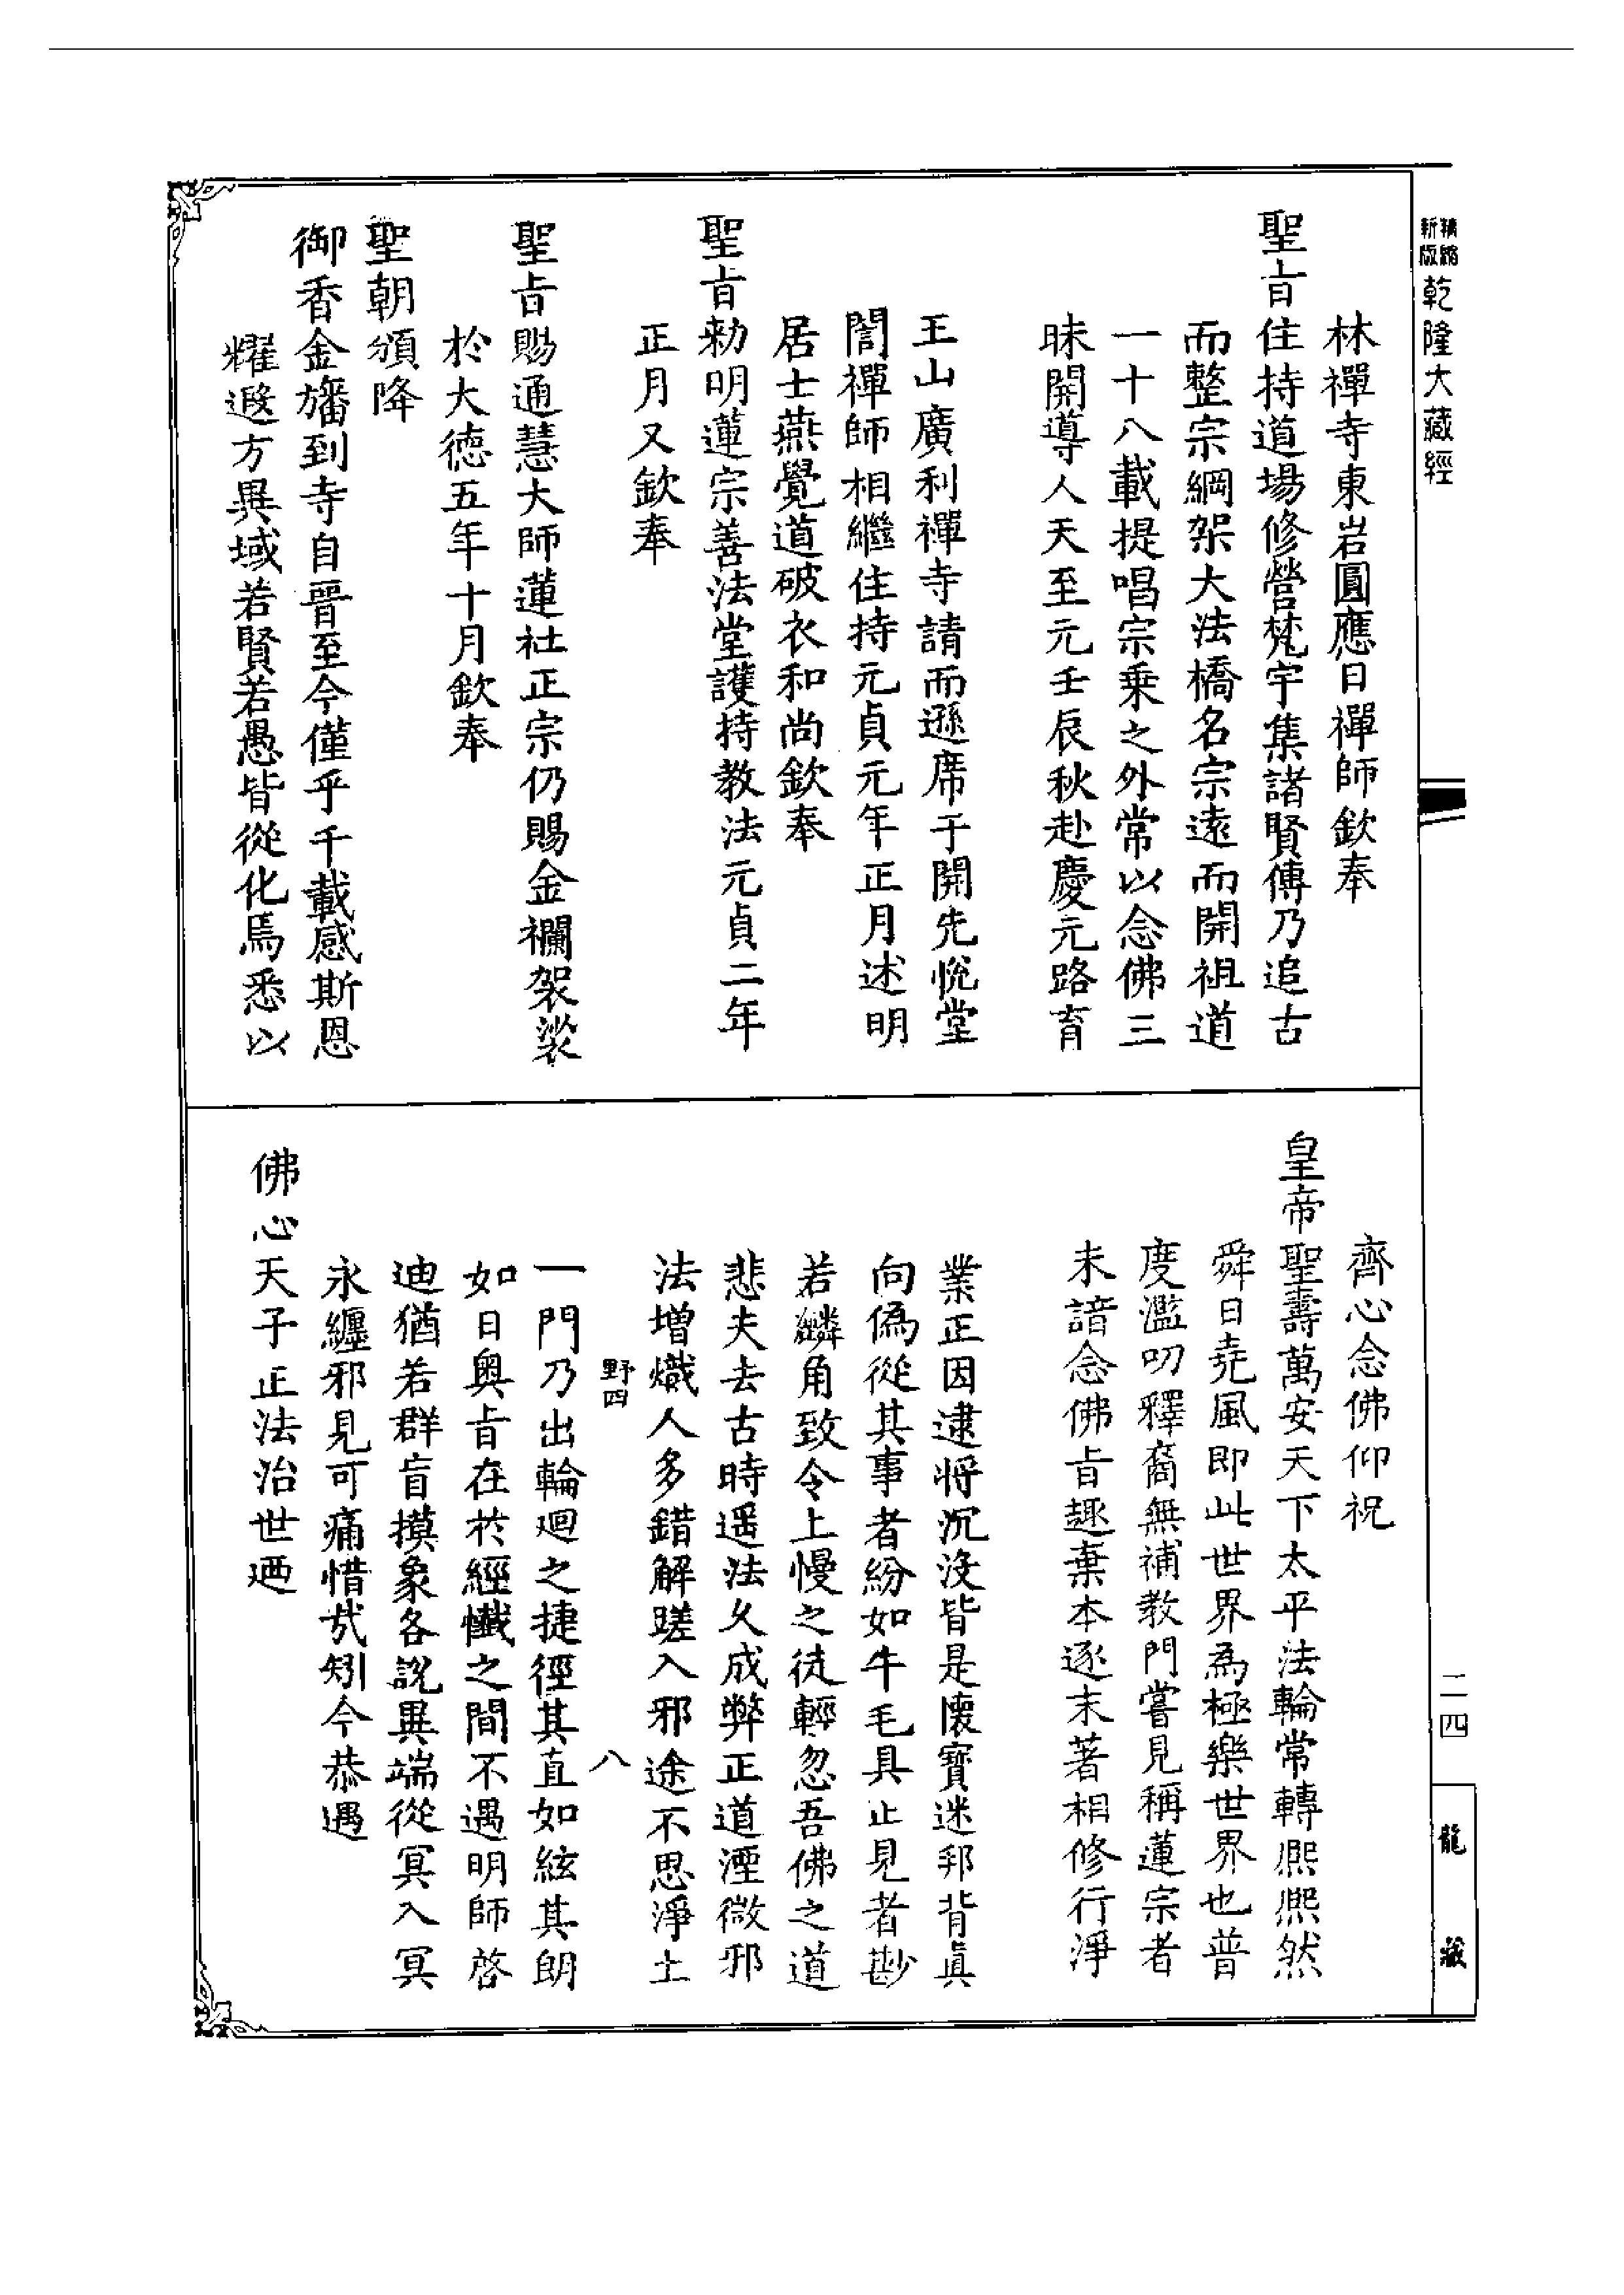 精縮新版乾隆大藏經
林禪寺東岩圓應日禪師欽奉
聖旨住持道場修營梵宇集諸賢傳乃追古
而整宗綱架大法橋名宗遠而開祖道
一十八載提唱宗乗之外常以念佛三
昧開導人天至元壬辰秋赴慶元路育
王山廣利禪寺請而遜席于開先悅堂
誾禪師相繼住持元貞元年正月述明
居士燕覺道破衣和尚欽奉
聖旨勑明蓮宗善法堂護持教法元貞二年
正月又欽奉
聖旨賜通慧大師蓮社正宗仍賜金襴袈裟
於大德五年十月欽奉
聖朝頒降
御香金旛到寺自晉至今僅乎千載感斯恩
耀遐方異域若賢若愚皆從化焉悉以
齊心念佛仰祝
皇帝聖壽萬安天下太平法輪常轉熈熈然
舜日堯風即此世界為極樂世界也普
度濫叨釋裔無補教門嘗見稱蓮宗者
未諳念佛旨趣棄本逐末著相修行淨
業正因逮將沉没皆是懷寳迷邦背真
向僞從其事者紛如牛毛具正見者尠
若麟角致令上慢之徒輕忽吾佛之道
悲夫去古時遥法乆成弊正道湮微邪
法增熾人多錯解蹉入邪途不思淨土
野四 八
一門乃出輪迴之捷徑其直如絃其朗
如日奥旨在於經懺之間不遇明師啓
迪猶若群盲摸象各說異端從冥入冥
永纏邪見可痛惜㢤矧今恭遇
佛心天子正法治世廼
二四
龍藏